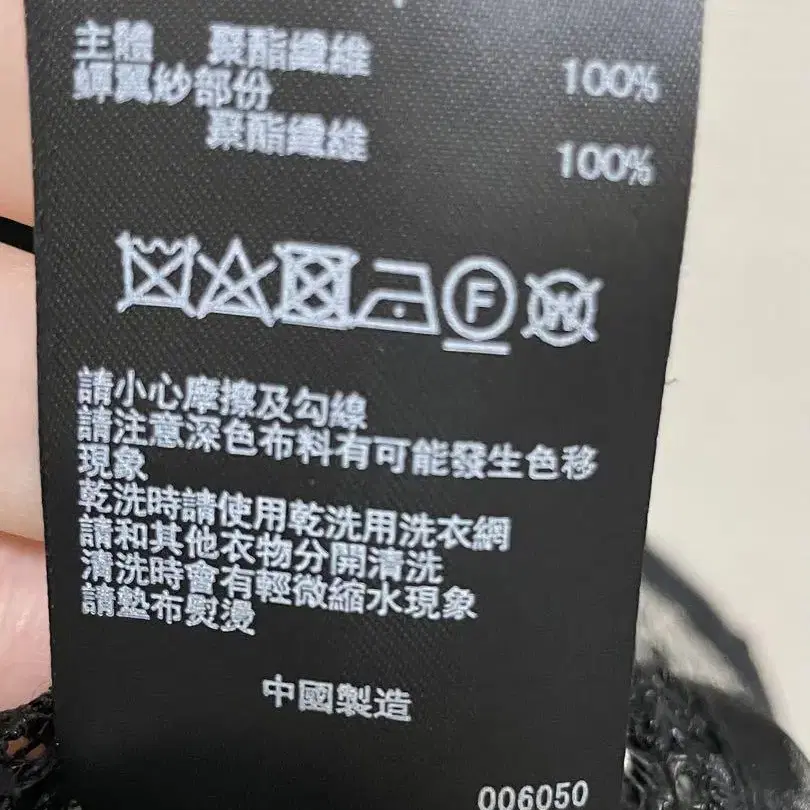 主體 聚酯纖維 100%
蟬翼紗部份
聚酯纖維 100%
F
W
請小心摩擦及勾線
請注意深色布料有可能發生色移
現象
乾洗時請使用乾洗用洗衣網
請和其他衣物分開清洗
清洗時會有輕微縮水現象
請墊布熨燙
中國製造
006050